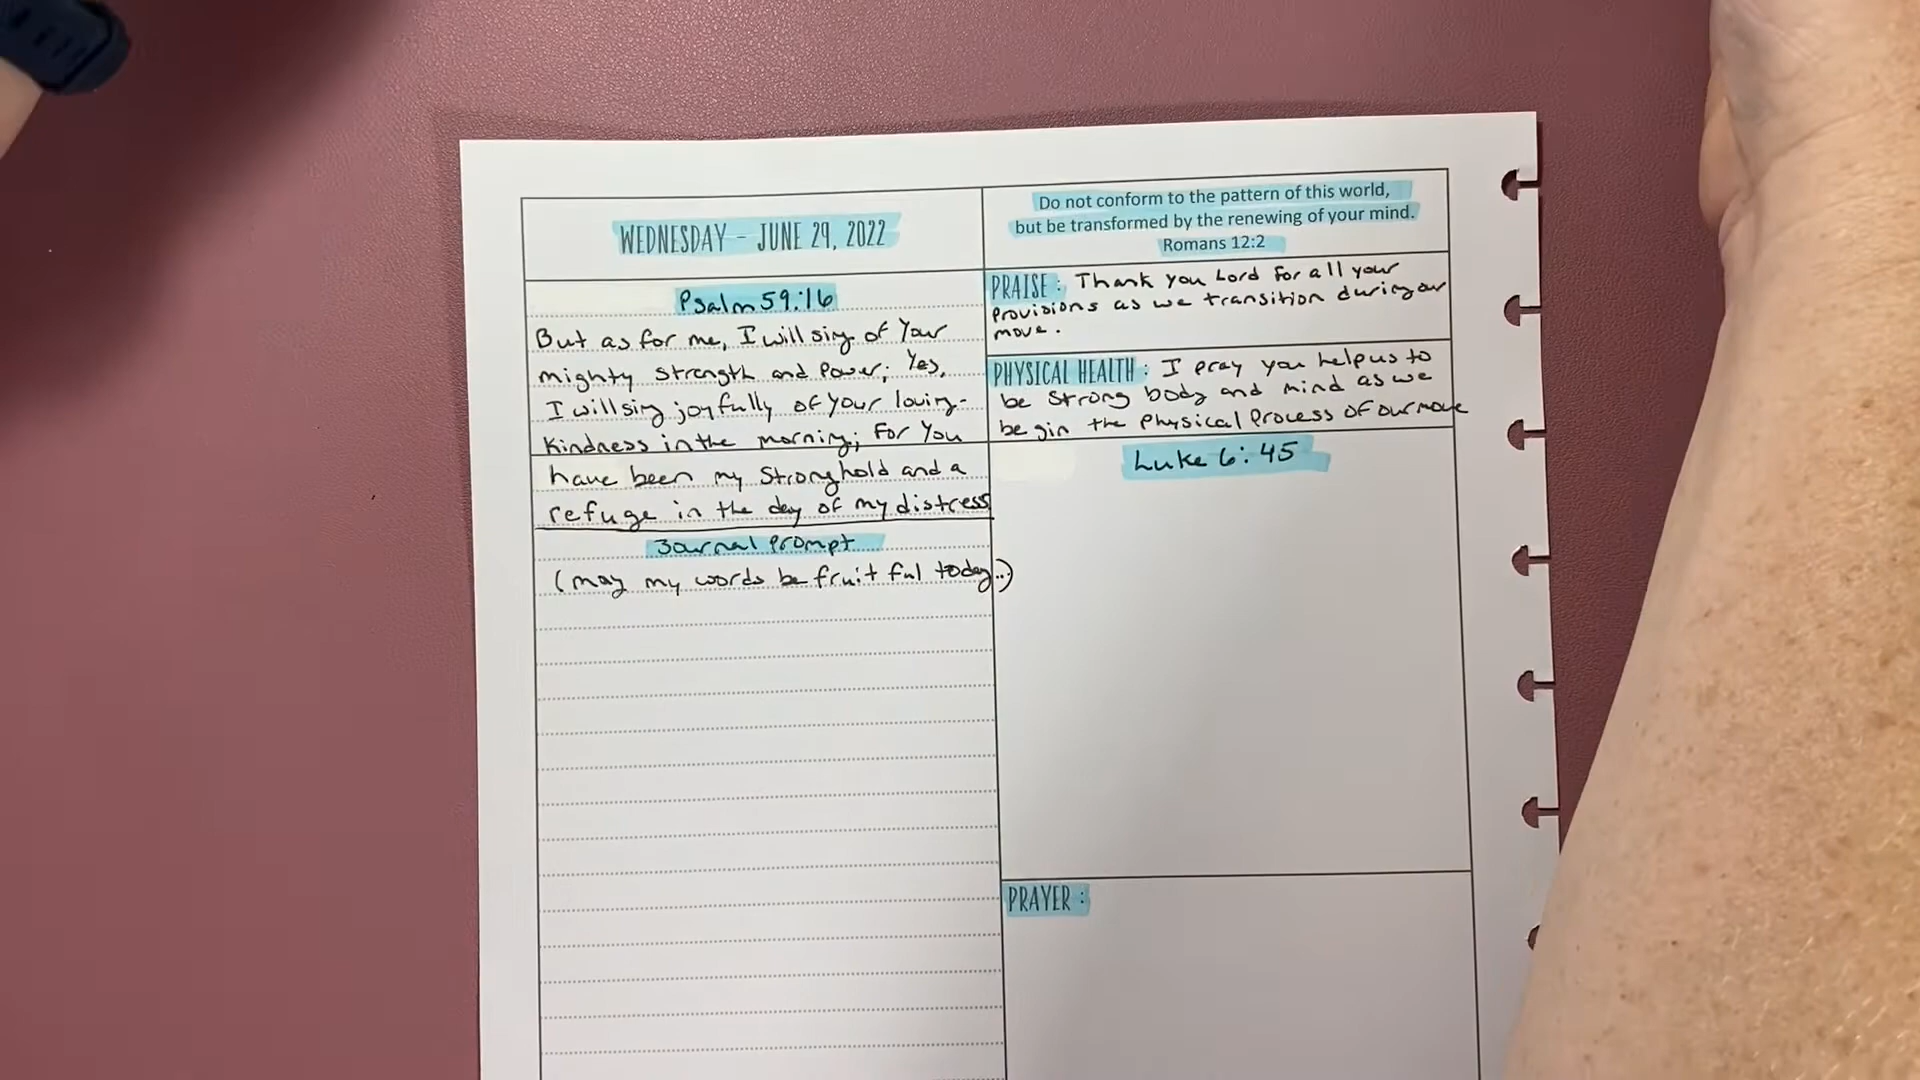 WEDNESDAY - JUNE 29, 2022
Psalm 59:16
But as for me, I will sing of Your
mighty strength and power; Yes,
I will sing joyfully of Your loving-
kindness in the morning; For You
have been my stronghold and a
refuge in the day of my distress
Journal Prompt
(may my words be fruitful today..)
Do not conform to the pattern of this world,
but be transformed by the renewing of your mind.
Romans 12:2
PRAISE: Thank you Lord for all your
provisions as we transition during our
move.
PHYSICAL HEALTH: I pray you help us to
be strong body and mind as we
begin the physical process of our move
Luke 6:45
PRAYER: